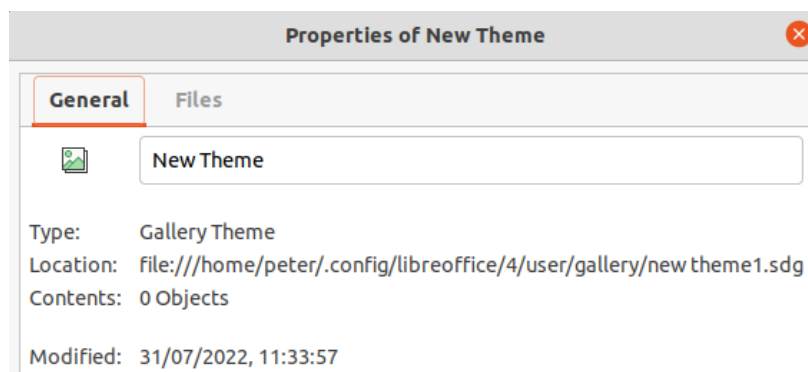 Properties of New Theme
General Files
New Theme
Type: Gallery Theme
Location: file:///home/peter/.config/libreoffice/4/user/gallery/new theme1.sdg
Contents: 0 Objects
Modified: 31/07/2022, 11:33:57